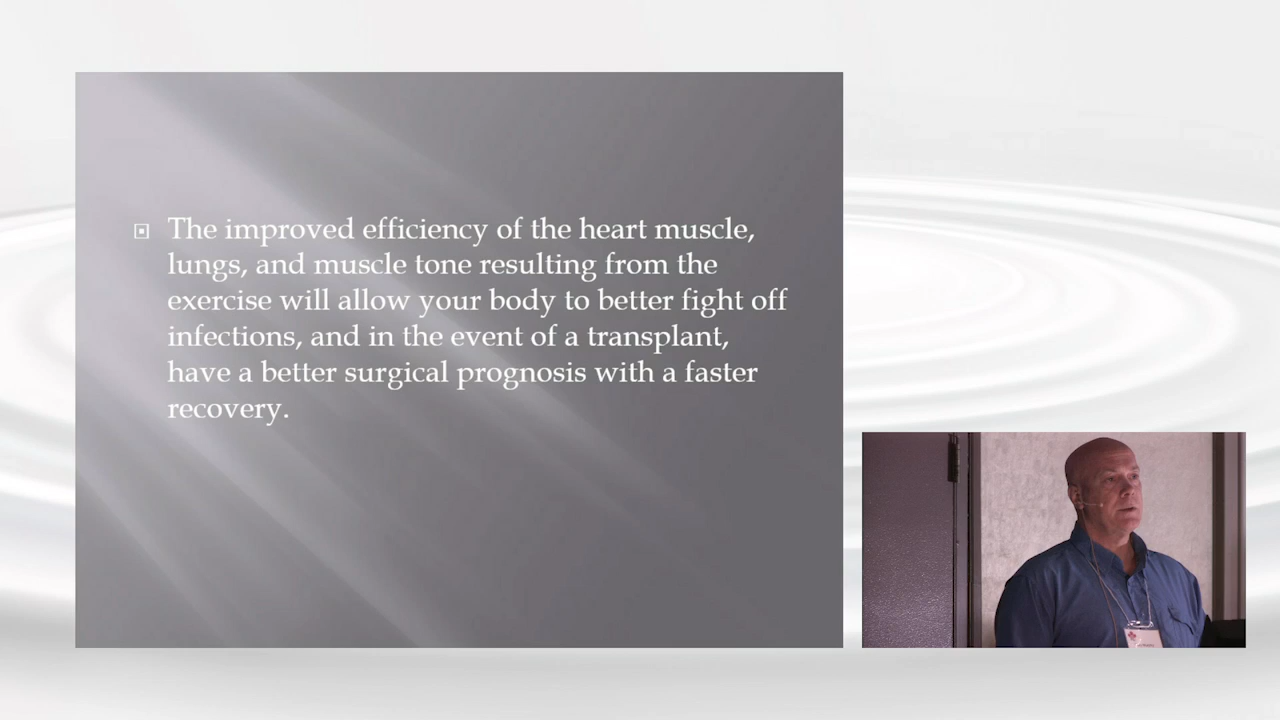 The improved efficiency of the heart muscle,
lungs, and muscle tone resulting from the
exercise will allow your body to better fight off
infections, and in the event of a transplant,
have a better surgical prognosis with a faster
recovery.